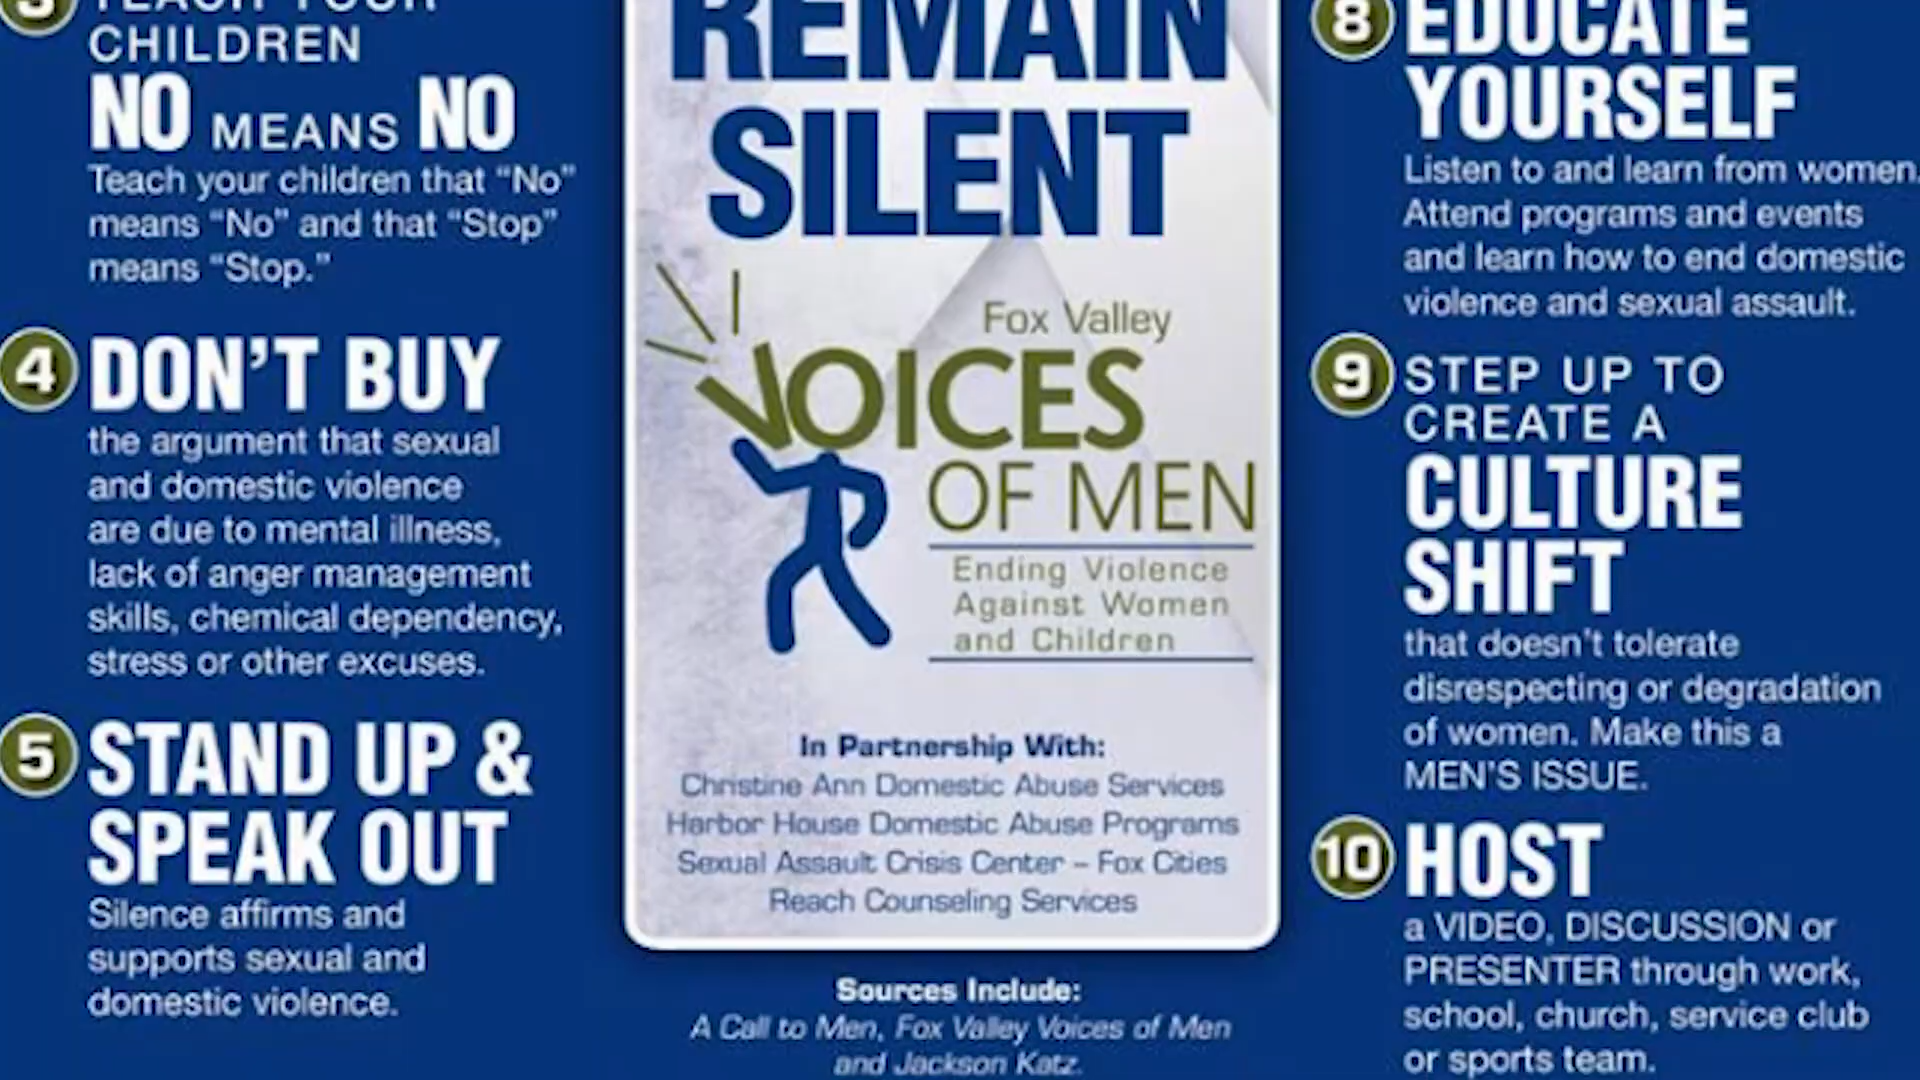 3
TEACH YOUR
CHILDREN
NO MEANS NO
Teach your children that “No”
means “No” and that “Stop”
means “Stop.”
4
DON'T BUY
the argument that sexual
and domestic violence
are due to mental illness,
lack of anger management
skills, chemical dependency,
stress or other excuses.
5
STAND UP &
SPEAK OUT
Silence affirms and
supports sexual and
domestic violence.
REMAIN
SILENT
Fox Valley
VOICES
OF MEN
Ending Violence
Against Women
and Children
In Partnership With:
Christine Ann Domestic Abuse Services
Harbor House Domestic Abuse Programs
Sexual Assault Crisis Center – Fox Cities
Reach Counseling Services
Sources Include:
A Call to Men, Fox Valley Voices of Men
and Jackson Katz.
8
EDUCATE
YOURSELF
Listen to and learn from women.
Attend programs and events
and learn how to end domestic
violence and sexual assault.
9
STEP UP TO
CREATE A
CULTURE
SHIFT
that doesn't tolerate
disrespecting or degradation
of women. Make this a
MEN'S ISSUE.
10
HOST
a VIDEO, DISCUSSION or
PRESENTER through work,
school, church, service club
or sports team.